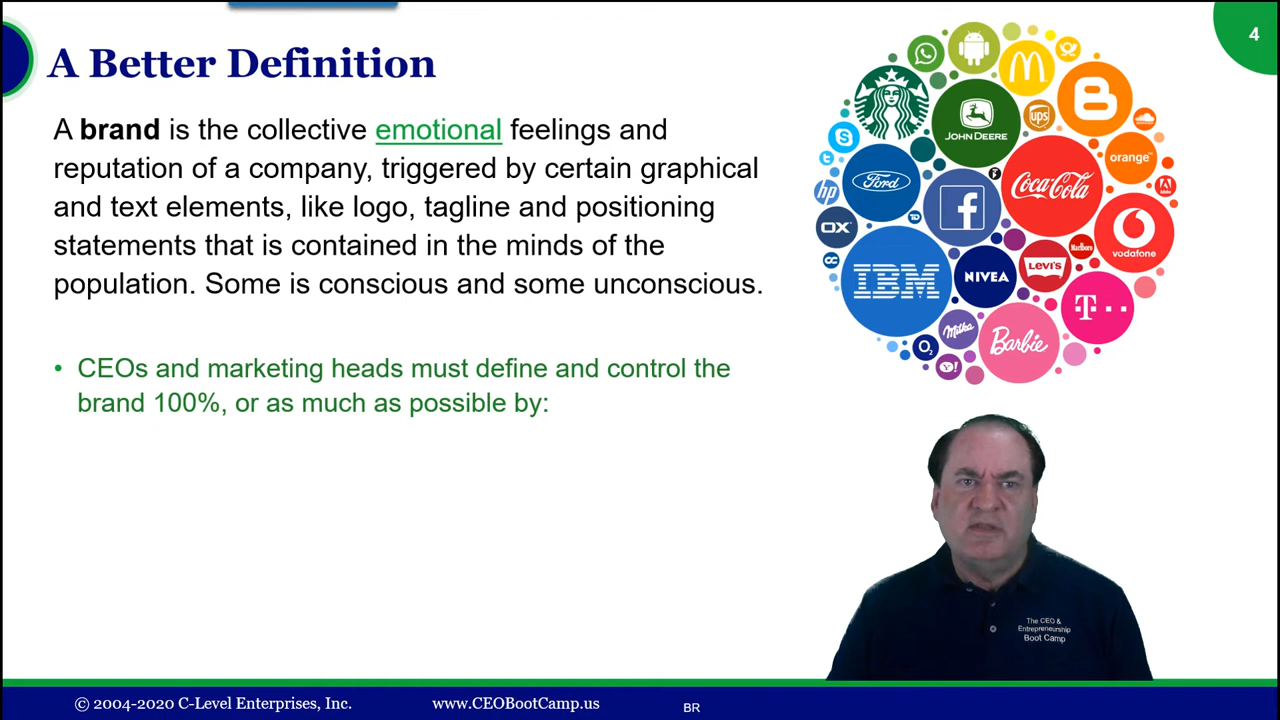 4
A Better Definition
A brand is the collective emotional feelings and
reputation of a company, triggered by certain graphical
and text elements, like logo, tagline and positioning
statements that is contained in the minds of the
population. Some is conscious and some unconscious.
• CEOs and marketing heads must define and control the
brand 100%, or as much as possible by:
JOHN DEERE
ups
orange™
hp
Ford
Coca-Cola
Adobe
OX
vodafone
Marlboro
IBM
NIVEA
LEVI'S
T
Milka
O2
Barbie
Y!
The CEO &
Entrepreneurship
Boot Camp
© 2004-2020 C-Level Enterprises, Inc.
www.CEOBootCamp.us
BR